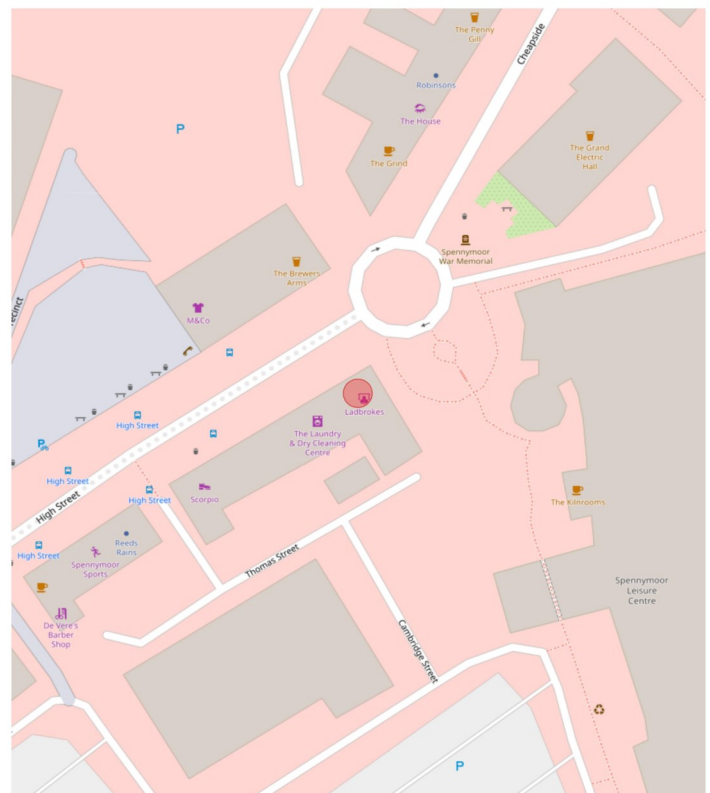 The Penny
Gill
Cheapside
Robinsons
The House
The Grind
The Grand
Electric
Hall
P
Spennymoor
War Memorial
The Brewers
Arms
M&Co
Ladbrokes
High Street
The Laundry
& Dry Cleaning
Centre
P
High Street
High Street
Scorpio
The Kilnrooms
High Street
Reeds
Rains
High Street
Spennymoor
Sports
Thomas Street
Spennymoor
Leisure
Centre
De Vere's
Barber
Shop
Cambridge Street
P